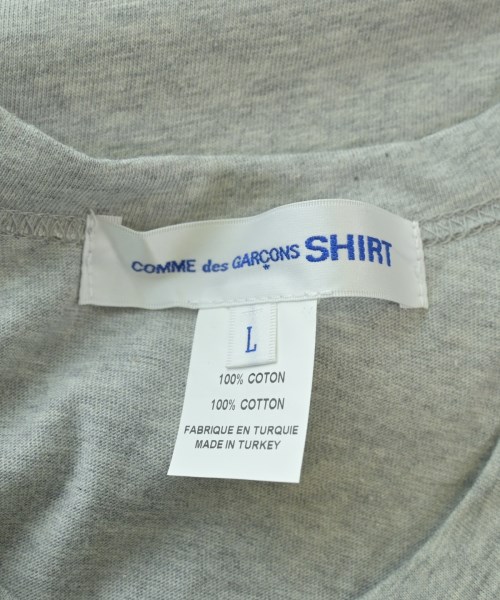 COMME des GARÇONS SHIRT
L
100% COTON
100% COTTON
FABRIQUE EN TURQUIE
MADE IN TURKEY